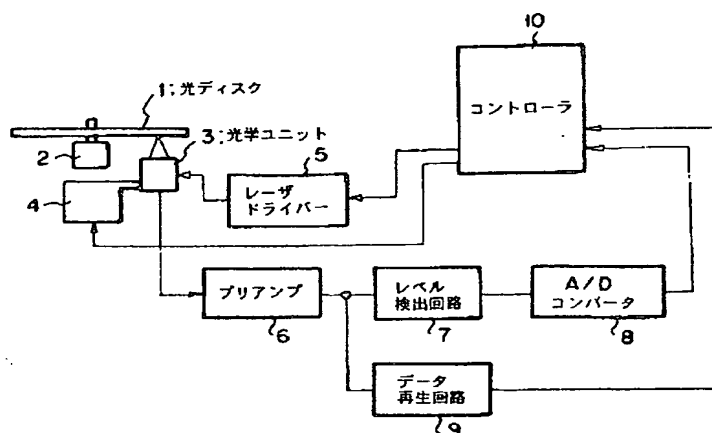 10
コントローラ
1;光ディスク
2
3;光学ユニット
4
5
レーザ
ドライバー
プリアンプ
6
レベル
検出回路
7
A/D
コンバータ
8
データ
再生回路
9